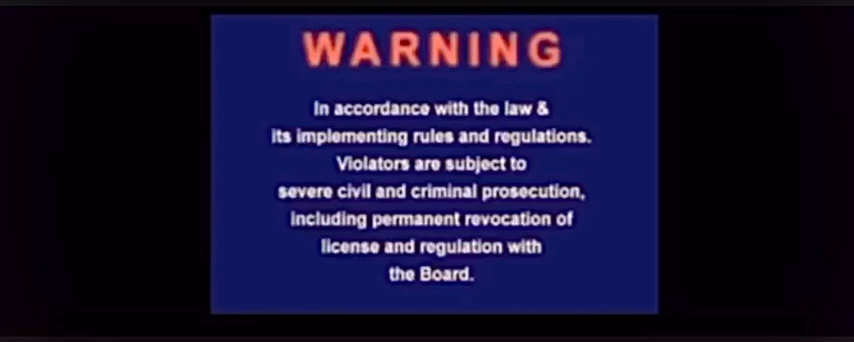 WARNING
In accordance with the law &
its implementing rules and regulations.
Violators are subject to
severe civil and criminal prosecution,
including permanent revocation of
license and regulation with
the Board.